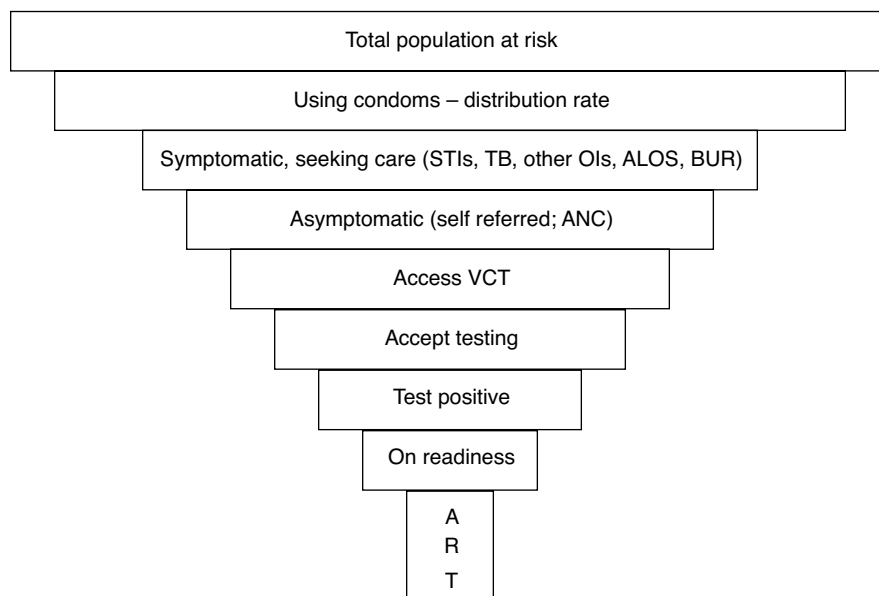 Total population at risk
Using condoms – distribution rate
Symptomatic, seeking care (STIs, TB, other OIs, ALOS, BUR)
Asymptomatic (self referred; ANC)
Access VCT
Accept testing
Test positive
On readiness
A
R
T